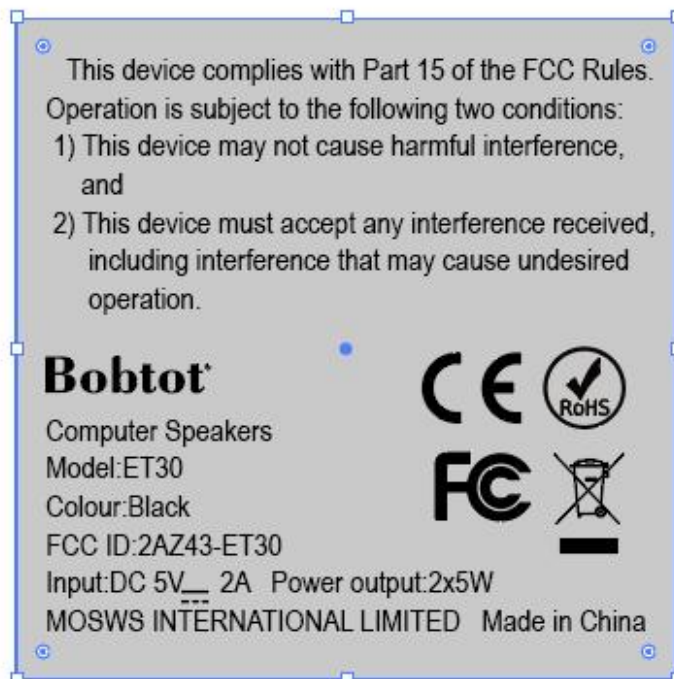 This device complies with Part 15 of the FCC Rules.
Operation is subject to the following two conditions:
1) This device may not cause harmful interference,
and
2) This device must accept any interference received,
including interference that may cause undesired
operation.
Bobtot
CE RoHS
Computer Speakers
Model:ET30
FC
Colour:Black
FCC ID:2AZ43-ET30
Input:DC 5V⎓ 2A Power output:2x5W
MOSWS INTERNATIONAL LIMITED Made in China